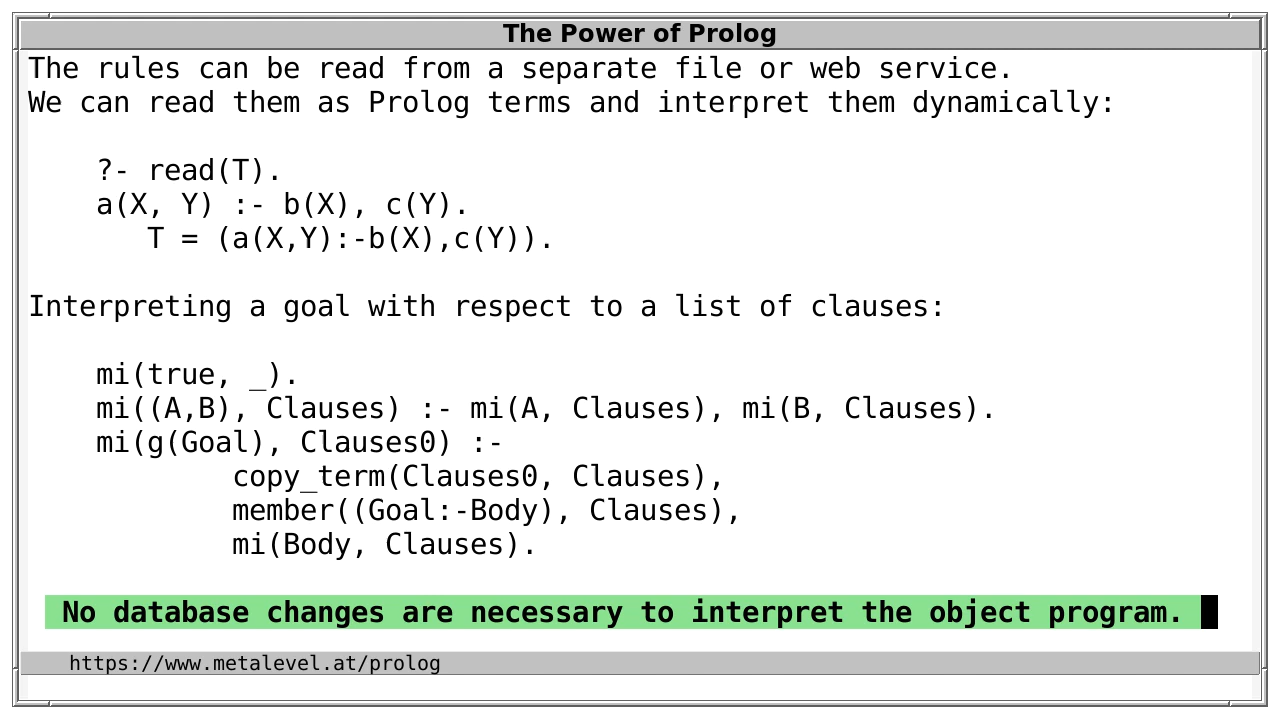 The Power of Prolog
The rules can be read from a separate file or web service.
We can read them as Prolog terms and interpret them dynamically:
?- read(T).
a(X, Y) :- b(X), c(Y).
T = (a(X,Y):-b(X),c(Y)).
Interpreting a goal with respect to a list of clauses:
mi(true, _).
mi((A,B), Clauses) :- mi(A, Clauses), mi(B, Clauses).
mi(g(Goal), Clauses0) :-
copy_term(Clauses0, Clauses),
member((Goal:-Body), Clauses),
mi(Body, Clauses).
No database changes are necessary to interpret the object program.
https://www.metalevel.at/prolog